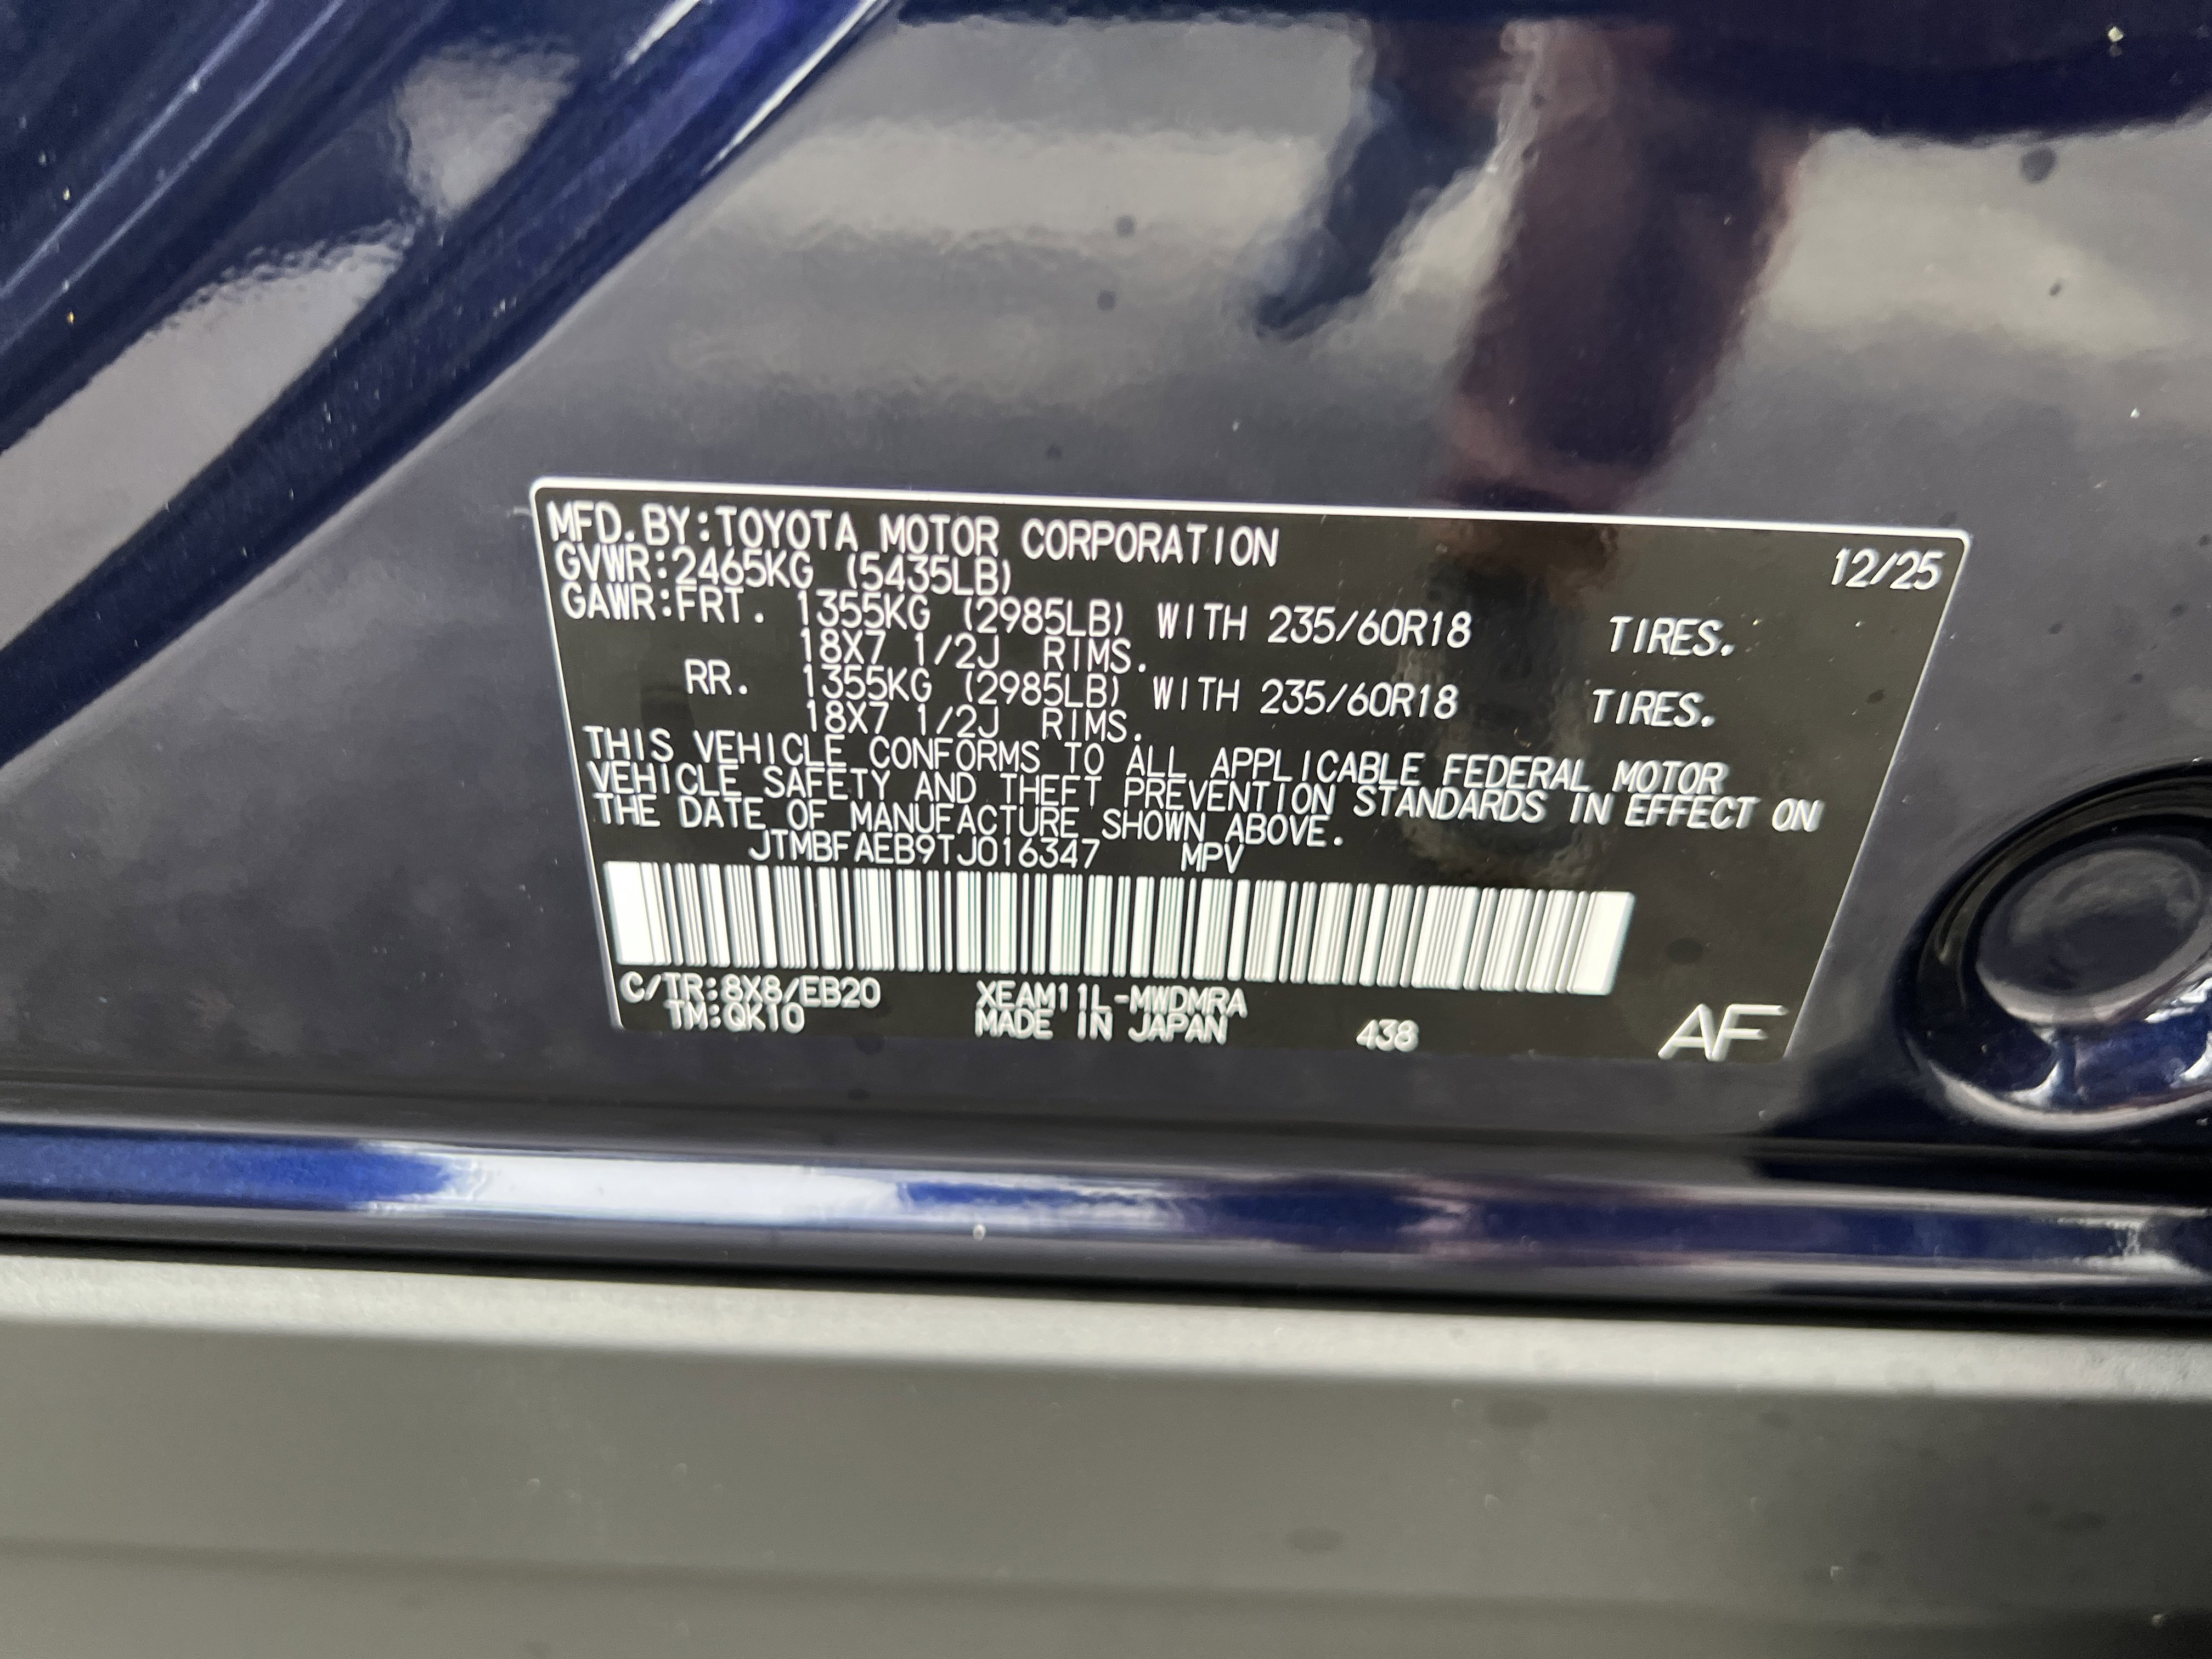 MFD.BY:TOYOTA MOTOR CORPORATION 12/25
GVWR:2465KG (5435LB)
GAWR:FRT. 1355KG (2985LB) WITH 235/60R18 TIRES.
18X7 1/2J RIMS.
RR. 1355KG (2985LB) WITH 235/60R18 TIRES.
18X7 1/2J RIMS.
THIS VEHICLE CONFORMS TO ALL APPLICABLE FEDERAL MOTOR
VEHICLE SAFETY AND THEFT PREVENTION STANDARDS IN EFFECT ON
THE DATE OF MANUFACTURE SHOWN ABOVE.
JTMBFAEB9TJ016347 MPV
C/TR:8X8/EB20 XEAM11L-MWDMRA
TM:QK10 MADE IN JAPAN 438 AF